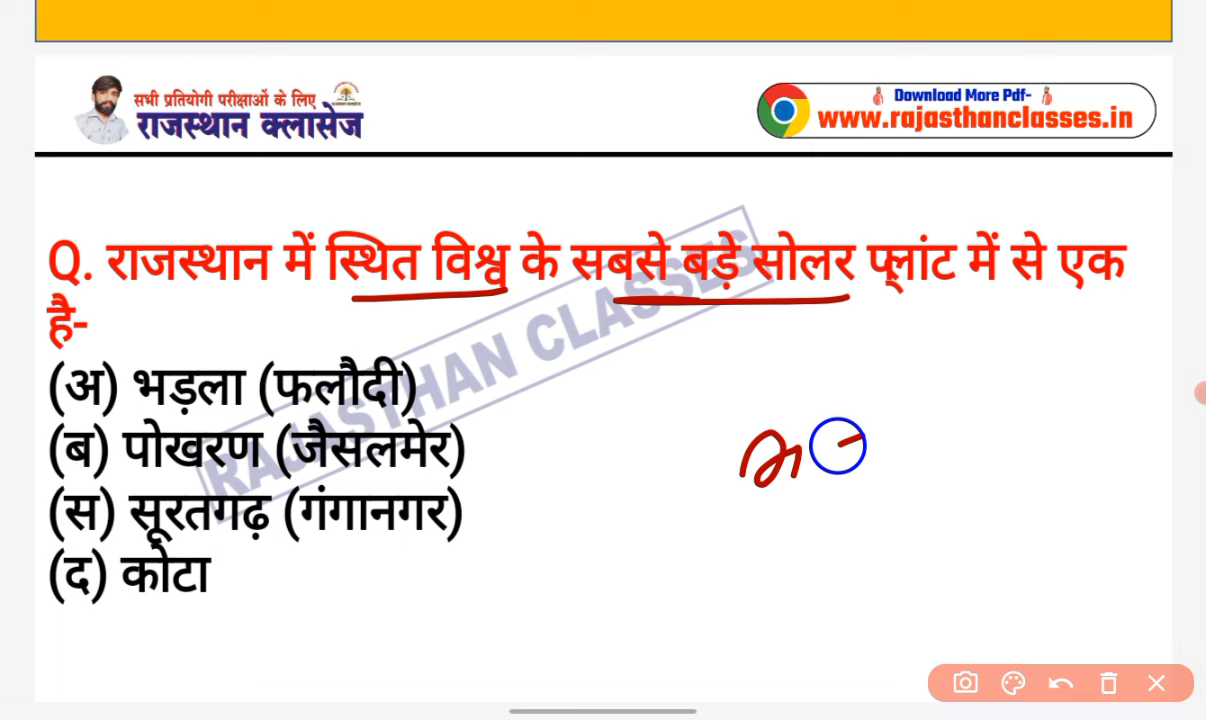 सभी प्रतियोगी परीक्षाओं के लिए
राजस्थान क्लासेज
Download More Pdf-
www.rajasthanclasses.in
Q. राजस्थान में स्थित विश्व के सबसे बड़े सोलर प्लांट में से एक
है-
(अ) भड़ला (फलौदी)
(ब) पोखरण (जैसलमेर)
(स) सूरतगढ़ (गंगानगर)
(द) कोटा
RAJASTHAN CLASSES